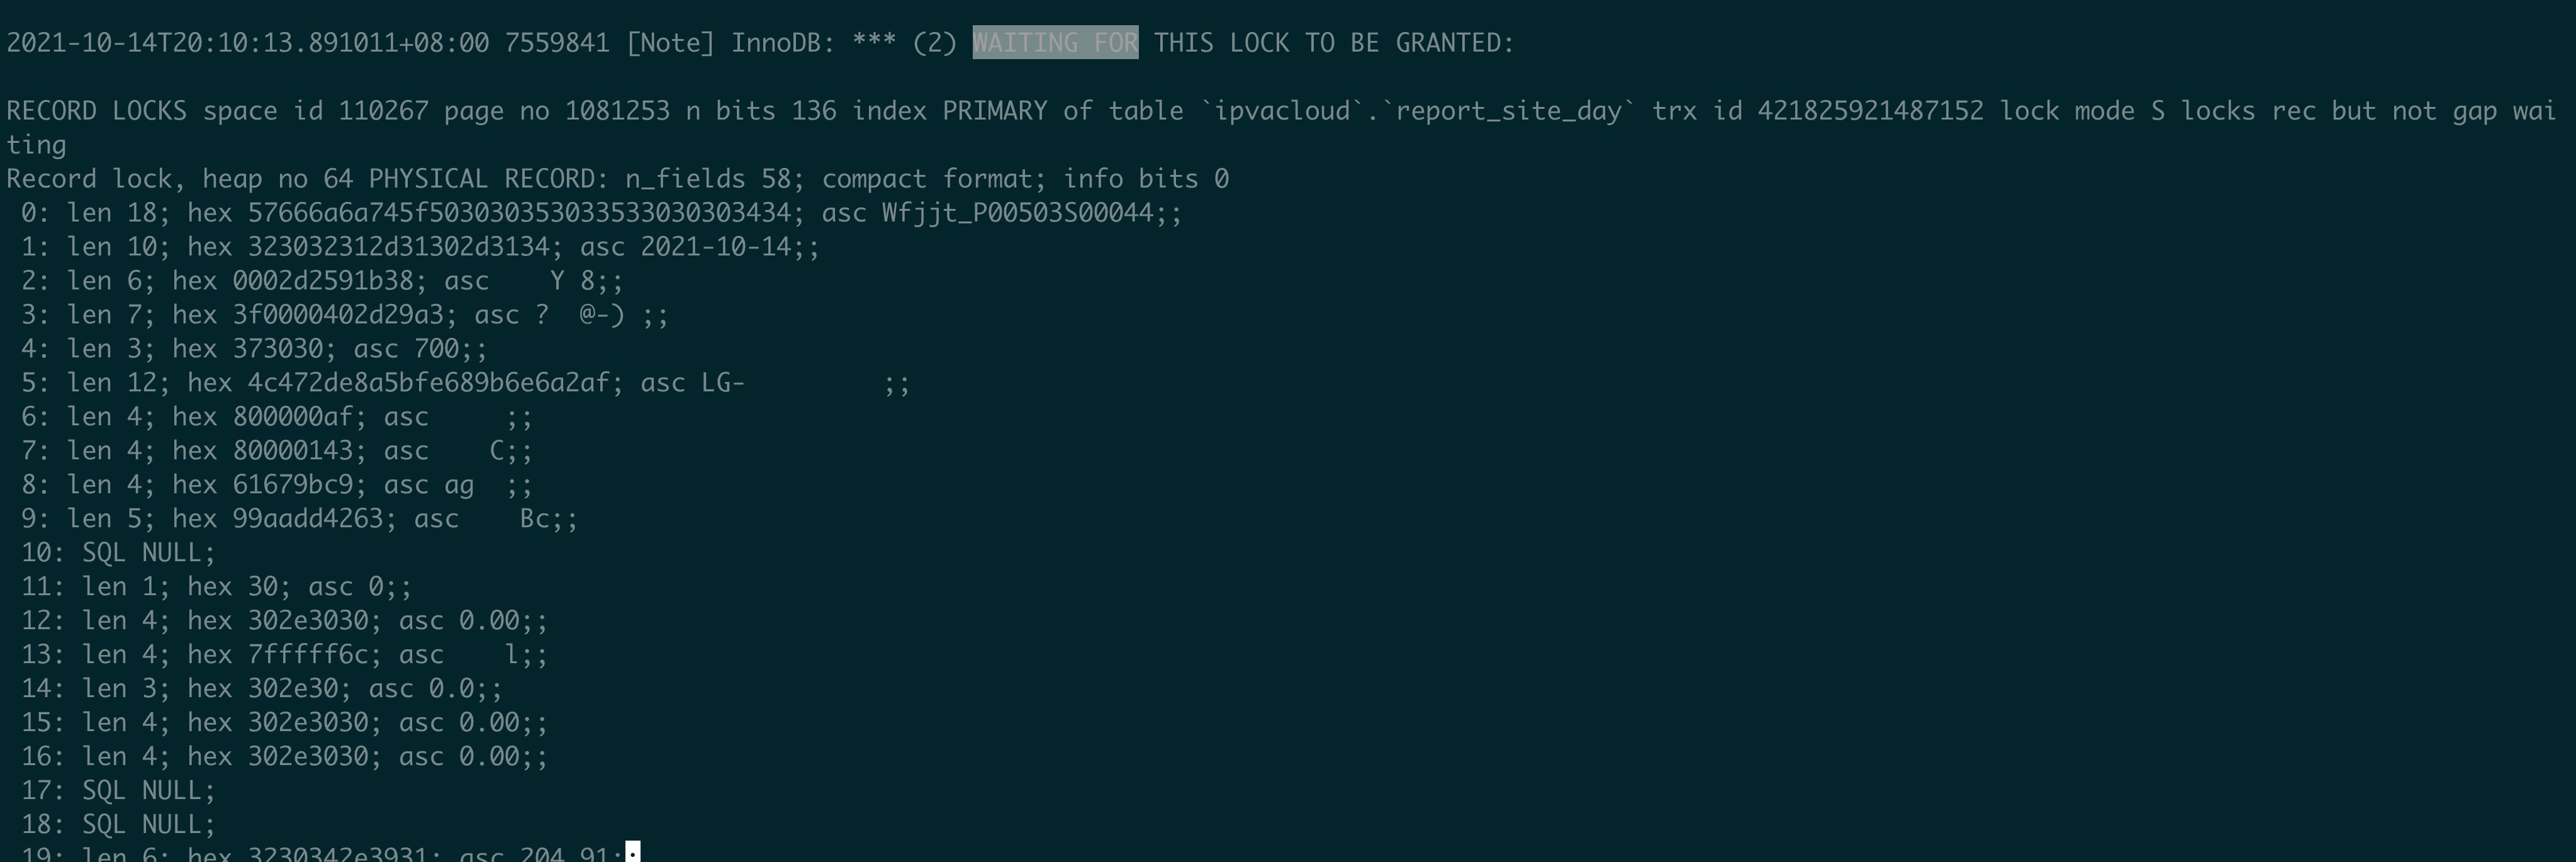 2021-10-14T20:10:13.891011+08:00 7559841 [Note] InnoDB: *** (2) WAITING FOR THIS LOCK TO BE GRANTED:
RECORD LOCKS space id 110267 page no 1081253 n bits 136 index PRIMARY of table `ipvacloud`.`report_site_day` trx id 421825921487152 lock mode S locks rec but not gap wai
ting
Record lock, heap no 64 PHYSICAL RECORD: n_fields 58; compact format; info bits 0
 0: len 18; hex 57666a6a745f503030353033533030303434; asc Wfjjt_P00503S00044;;
 1: len 10; hex 323032312d31302d3134; asc 2021-10-14;;
 2: len 6; hex 0002d2591b38; asc    Y 8;;
 3: len 7; hex 3f0000402d29a3; asc ?  @-) ;;
 4: len 3; hex 373030; asc 700;;
 5: len 12; hex 4c472de8a5bfe689b6e6a2af; asc LG-         ;;
 6: len 4; hex 800000af; asc     ;;
 7: len 4; hex 80000143; asc    C;;
 8: len 4; hex 61679bc9; asc ag  ;;
 9: len 5; hex 99aadd4263; asc    Bc;;
 10: SQL NULL;
 11: len 1; hex 30; asc 0;;
 12: len 4; hex 302e3030; asc 0.00;;
 13: len 4; hex 7fffff6c; asc    l;;
 14: len 3; hex 302e30; asc 0.0;;
 15: len 4; hex 302e3030; asc 0.00;;
 16: len 4; hex 302e3030; asc 0.00;;
 17: SQL NULL;
 18: SQL NULL;
 19: len 6; hex 3230342e3931; asc 204.91;;